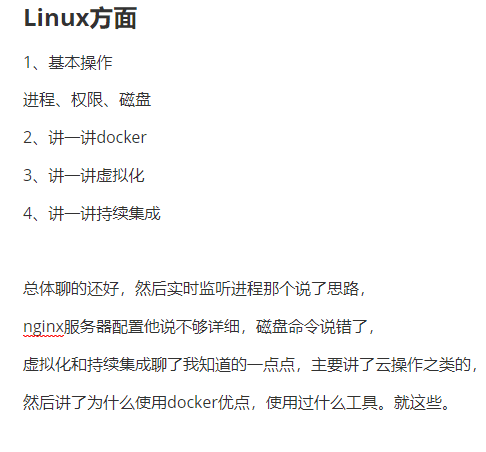 Linux方面
1、基本操作
进程、权限、磁盘
2、讲一讲docker
3、讲一讲虚拟化
4、讲一讲持续集成
总体聊的还好，然后实时监听进程那个说了思路，
nginx服务器配置他说不够详细，磁盘命令说错了，
虚拟化和持续集成聊了我知道的一点点，主要讲了云操作之类的，
然后讲了为什么使用docker优点，使用过什么工具。就这些。